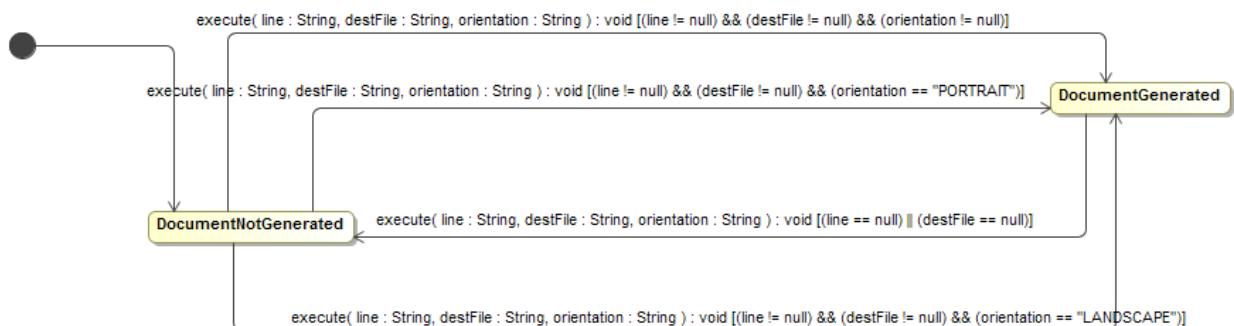 execute( line : String, destFile : String, orientation : String ) : void [(line != null) && (destFile != null) && (orientation != null)]
execute( line : String, destFile : String, orientation : String ) : void [(line != null) && (destFile != null) && (orientation == "PORTRAIT")]
DocumentGenerated
DocumentNotGenerated
execute( line : String, destFile : String, orientation : String ) : void [(line == null) || (destFile == null)]
execute( line : String, destFile : String, orientation : String ) : void [(line != null) && (destFile != null) && (orientation == "LANDSCAPE")]